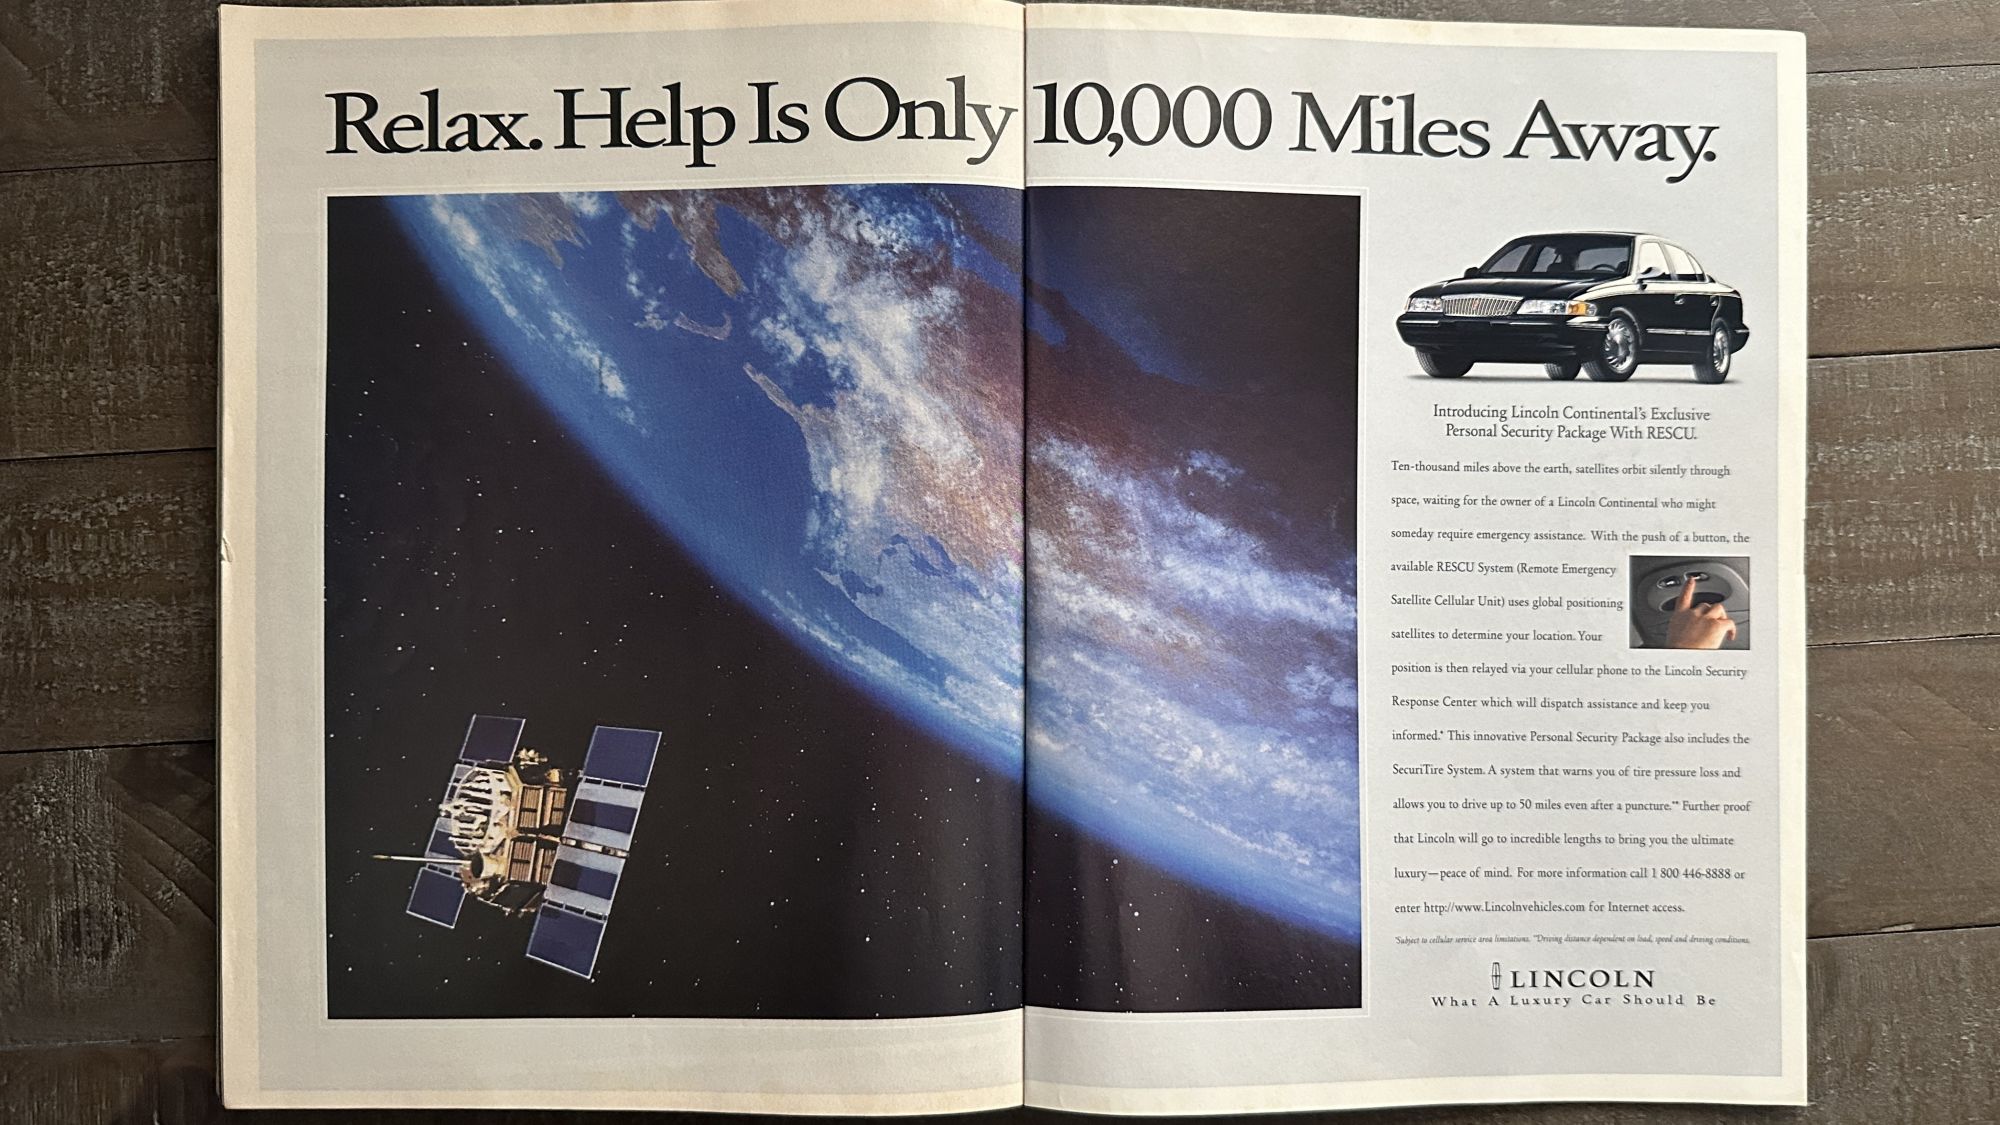 Relax. Help Is Only 10,000 Miles Away.
Introducing Lincoln Continental's Exclusive
Personal Security Package With RESCU.
Ten-thousand miles above the earth, satellites orbit silently through
space, waiting for the owner of a Lincoln Continental who might
someday require emergency assistance. With the push of a button, the
available RESCU System (Remote Emergency
Satellite Cellular Unit) uses global positioning
satellites to determine your location. Your
position is then relayed via your cellular phone to the Lincoln Security
Response Center which will dispatch assistance and keep you
informed.* This innovative Personal Security Package also includes the
SecuriTire System. A system that warns you of tire pressure loss and
allows you to drive up to 50 miles even after a puncture.** Further proof
that Lincoln will go to incredible lengths to bring you the ultimate
luxury—peace of mind. For more information call 1 800 446-8888 or
enter http://www.Lincolnvehicles.com for Internet access.
*Subject to cellular service area limitations. **Driving distance dependent on load, speed and driving conditions.
LINCOLN
What A Luxury Car Should Be